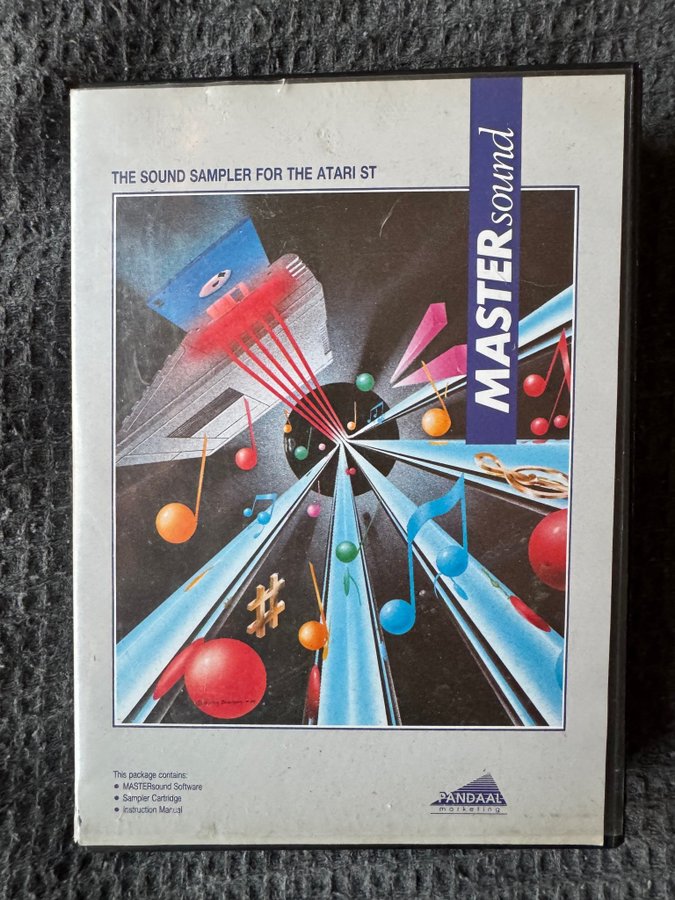 THE SOUND SAMPLER FOR THE ATARI ST
MASTERsound
This package contains:
● MASTERsound Software
● Sampler Cartridge
● Instruction Manual
PANDAAL
marketing